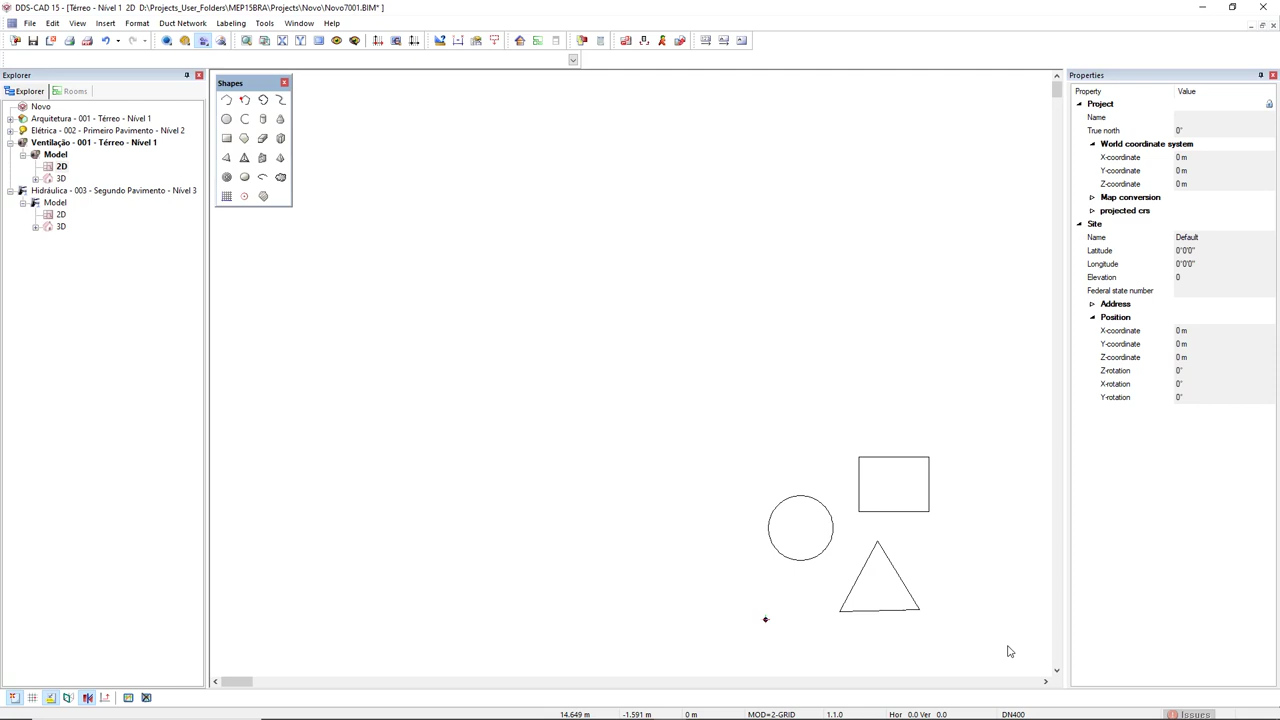 DDS-CAD 15 - [Térreo - Nível 1  2D  D:\Projects_User_Folders\MEP15BRA\Projects\Novo\Novo7001.BIM* ]
File Edit View Insert Format Duct Network Labeling Tools Window Help
Explorer
Explorer Rooms
Novo
Arquitetura - 001 - Térreo - Nível 1
Elétrica - 002 - Primeiro Pavimento - Nível 2
Ventilação - 001 - Térreo - Nível 1
Model
2D
3D
Hidráulica - 003 - Segundo Pavimento - Nível 3
Model
2D
3D
Shapes
Properties
Property Value
Project
Name
True north 0°
World coordinate system
X-coordinate 0 m
Y-coordinate 0 m
Z-coordinate 0 m
Map conversion
projected crs
Site
Name Default
Latitude 0°0'0"
Longitude 0°0'0"
Elevation 0
Federal state number
Address
Position
X-coordinate 0 m
Y-coordinate 0 m
Z-coordinate 0 m
Z-rotation 0°
X-rotation 0°
Y-rotation 0°
14.649 m -1.591 m 0 m MOD=2-GRID 1.1.0 Hor 0.0 Ver 0.0 DN400 Issues